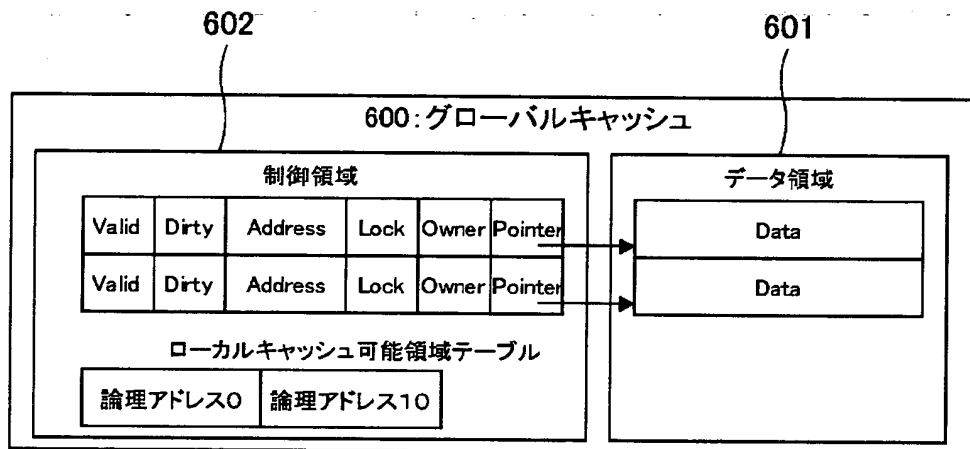 602
601
600:グローバルキャッシュ
制御領域
Valid Dirty Address Lock Owner Pointer
Valid Dirty Address Lock Owner Pointer
ローカルキャッシュ可能領域テーブル
論理アドレス0 論理アドレス10
データ領域
Data
Data